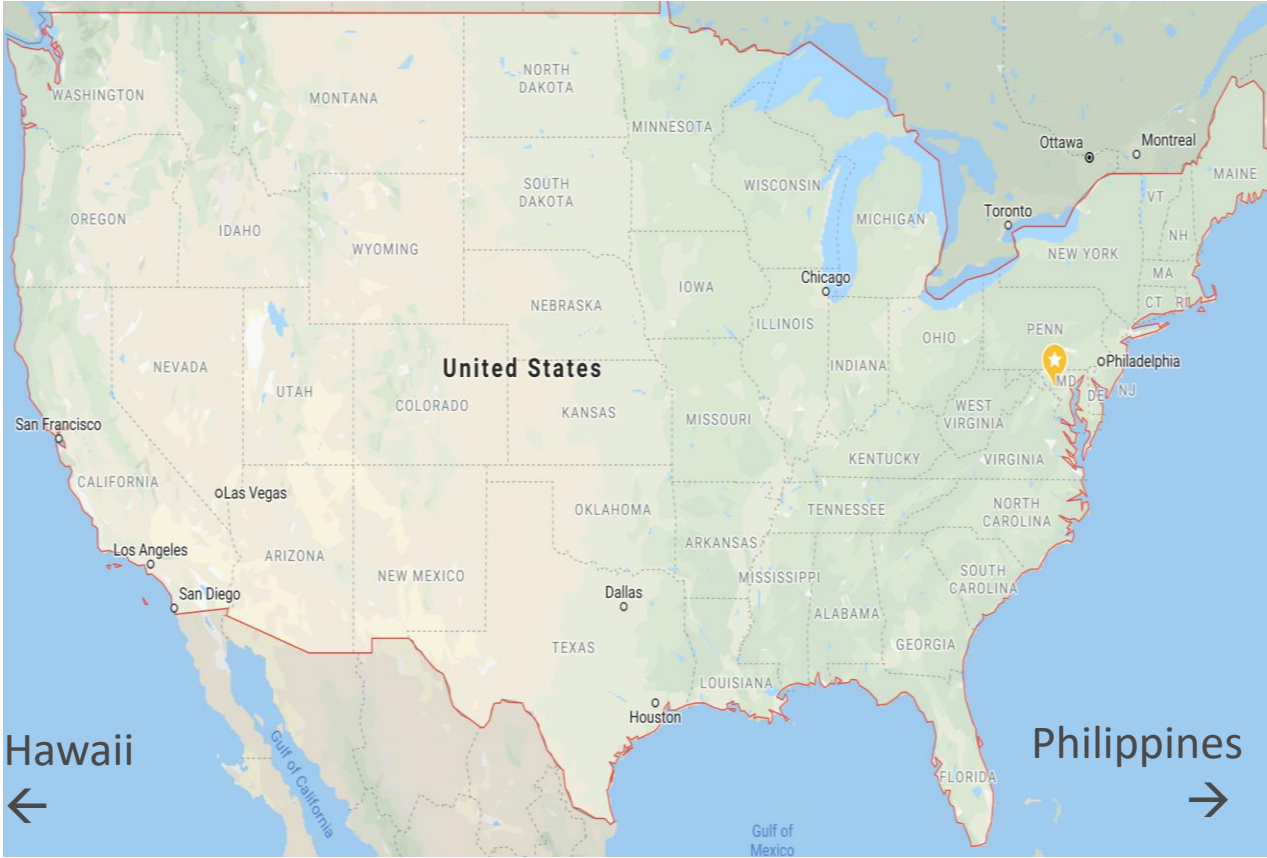 WASHINGTON
MONTANA
NORTH
DAKOTA
MINNESOTA
Ottawa
Montreal
MAINE
VT
OREGON
IDAHO
SOUTH
DAKOTA
WISCONSIN
MICHIGAN
Toronto
NH
WYOMING
NEW YORK
MA
Chicago
IOWA
NEBRASKA
CT
RI
ILLINOIS
OHIO
PENN
NEVADA
United States
INDIANA
Philadelphia
UTAH
MD
DE
NJ
COLORADO
KANSAS
MISSOURI
WEST
VIRGINIA
San Francisco
KENTUCKY
VIRGINIA
CALIFORNIA
Las Vegas
OKLAHOMA
TENNESSEE
NORTH
CAROLINA
Los Angeles
ARIZONA
NEW MEXICO
ARKANSAS
MISSISSIPPI
SOUTH
CAROLINA
San Diego
Dallas
ALABAMA
TEXAS
GEORGIA
LOUISIANA
Houston
Hawaii
←
Gulf of California
Philippines
→
FLORIDA
Gulf of
Mexico